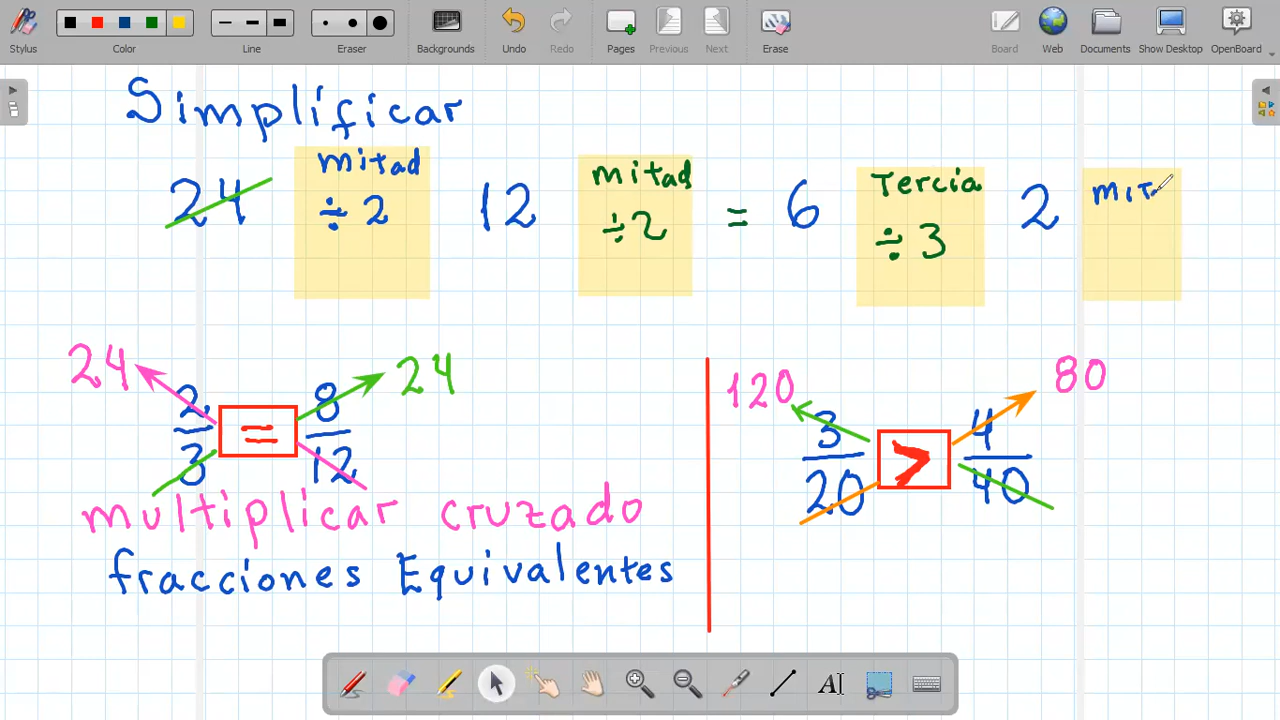 Stylus Color Line Eraser Backgrounds Undo Redo Pages Previous Next Erase Board Web Documents Show Desktop OpenBoard
Simplificar
24 mitad ÷ 2 12 mitad ÷2 = 6 Tercia ÷ 3 2 mit
24 2/3 = 8/12 24
120 3/20 > 4/40 80
multiplicar cruzado
fracciones Equivalentes
AI